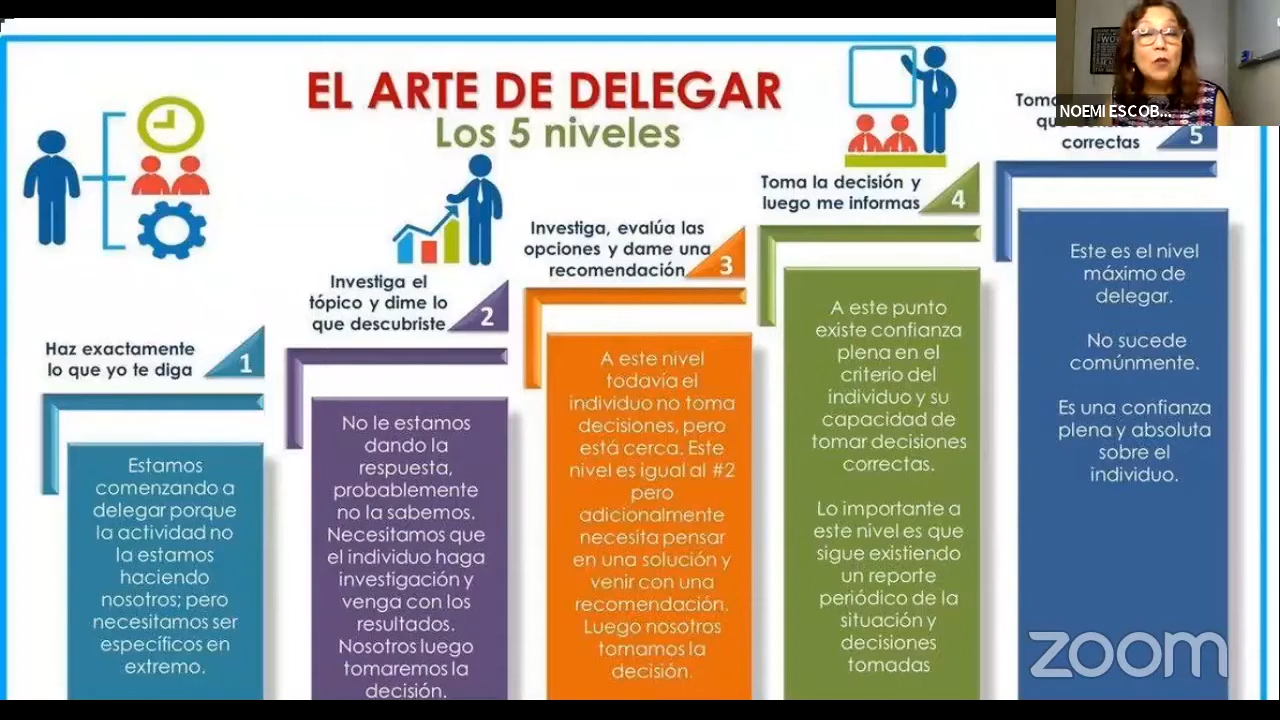 EL ARTE DE DELEGAR
Los 5 niveles
NOEMI ESCOB...
1
Haz exactamente
lo que yo te diga
Estamos
comenzando a
delegar porque
la actividad no
la estamos
haciendo
nosotros; pero
necesitamos ser
específicos en
extremo.
2
Investiga el
tópico y dime lo
que descubriste
No le estamos
dando la
respuesta,
probablemente
no la sabemos.
Necesitamos que
el individuo haga
investigación y
venga con los
resultados.
Nosotros luego
tomaremos la
decisión.
3
Investiga, evalúa las
opciones y dame una
recomendación
A este nivel
todavía el
individuo no toma
decisiones, pero
está cerca. Este
nivel es igual al #2
pero
adicionalmente
necesita pensar
en una solución y
venir con una
recomendación.
Luego nosotros
tomamos la
decisión.
4
Toma la decisión y
luego me informas
A este punto
existe confianza
plena en el
criterio del
individuo y su
capacidad de
tomar decisiones
correctas.
Lo importante a
este nivel es que
sigue existiendo
un reporte
periódico de la
situación y
decisiones
tomadas
5
correctas
Este es el nivel
máximo de
delegar.
No sucede
comúnmente.
Es una confianza
plena y absoluta
sobre el
individuo.
zoom